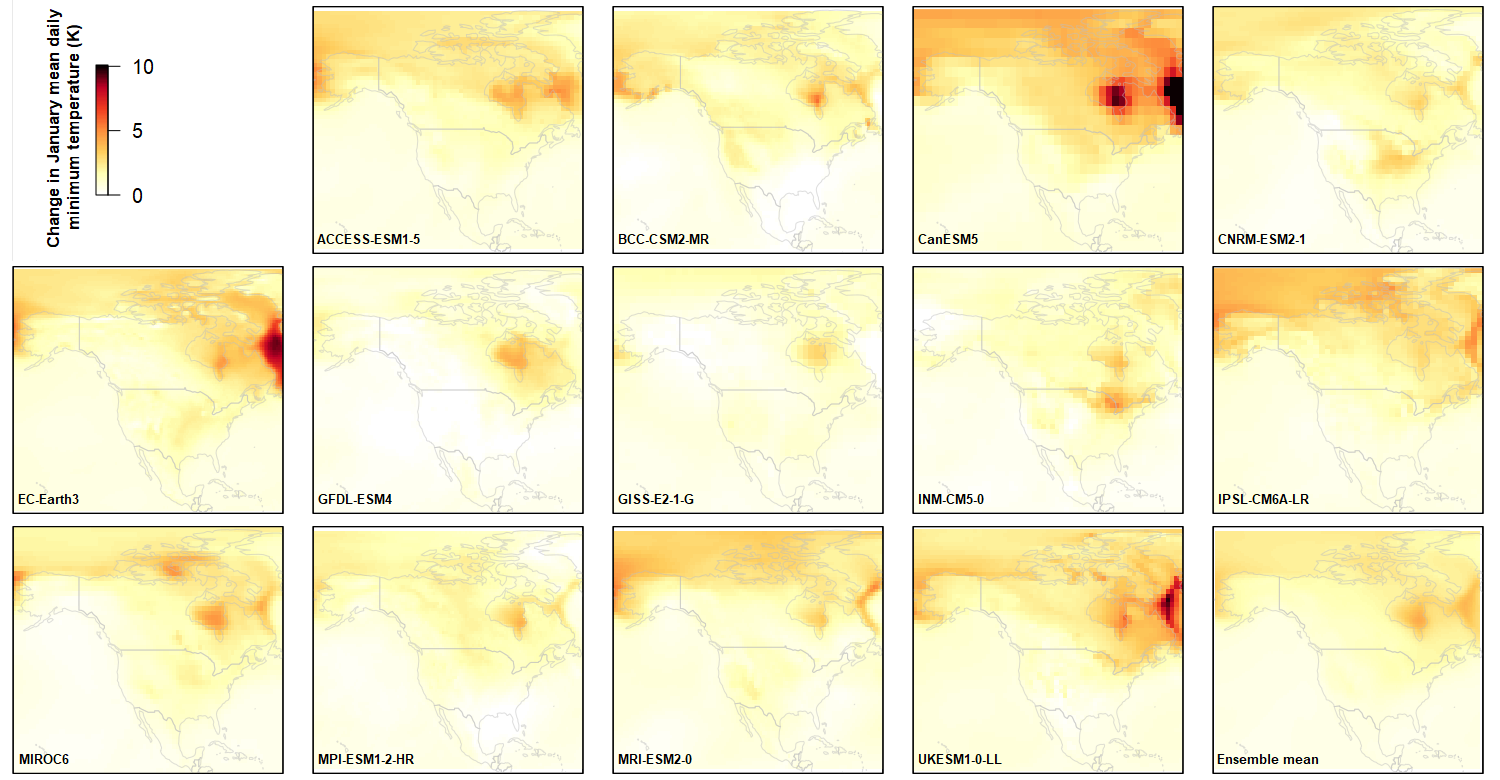 Change in January mean daily
minimum temperature (K)
10
5
0
ACCESS-ESM1-5
BCC-CSM2-MR
CanESM5
CNRM-ESM2-1
EC-Earth3
GFDL-ESM4
GISS-E2-1-G
INM-CM5-0
IPSL-CM6A-LR
MIROC6
MPI-ESM1-2-HR
MRI-ESM2-0
UKESM1-0-LL
Ensemble mean